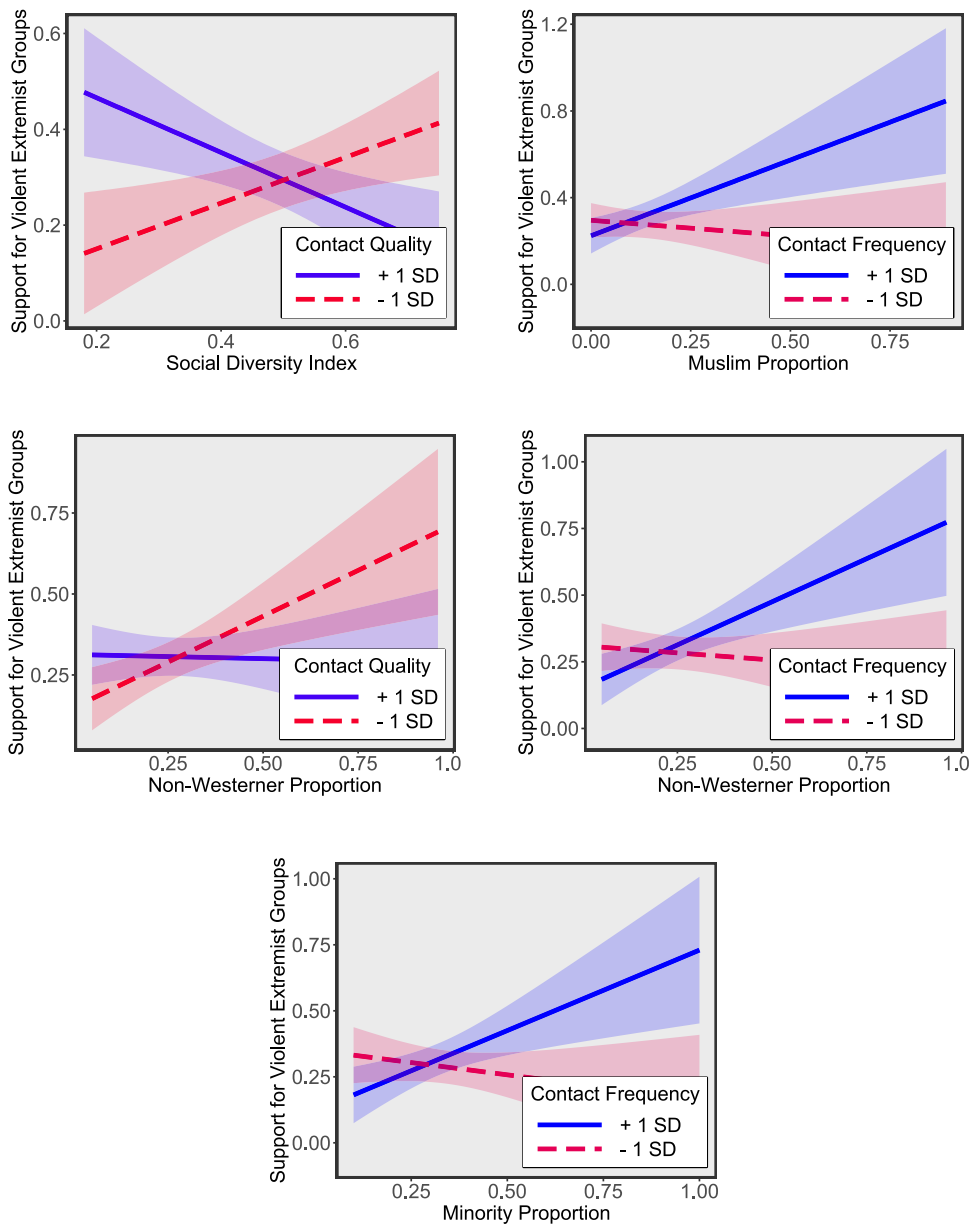 Support for Violent Extremist Groups
0.6
0.4
0.2
0.0
Contact Quality
+ 1 SD
- 1 SD
0.2 0.4 0.6
Social Diversity Index
Support for Violent Extremist Groups
1.2
0.8
0.4
0.0
Contact Frequency
+ 1 SD
- 1 SD
0.00 0.25 0.50 0.75
Muslim Proportion
Support for Violent Extremist Groups
0.75
0.50
0.25
Contact Quality
+ 1 SD
- 1 SD
0.25 0.50 0.75 1.0
Non-Westerner Proportion
Support for Violent Extremist Groups
1.00
0.75
0.50
0.25
0.00
Contact Frequency
+ 1 SD
- 1 SD
0.25 0.50 0.75 1.0
Non-Westerner Proportion
Support for Violent Extremist Groups
1.00
0.75
0.50
0.25
0.00
Contact Frequency
+ 1 SD
- 1 SD
0.25 0.50 0.75 1.00
Minority Proportion